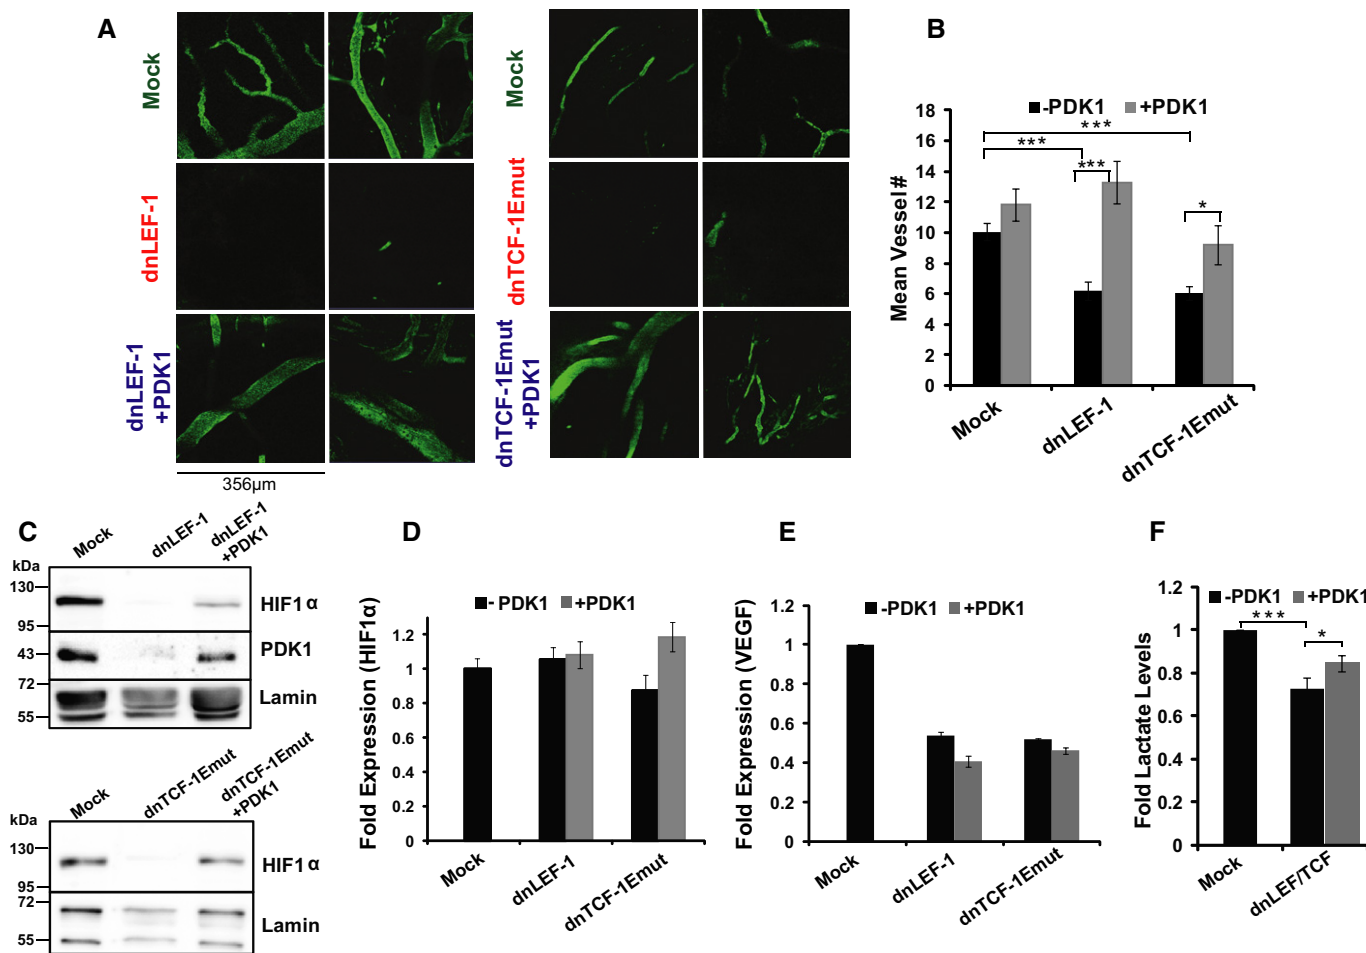 A
Mock
dnLEF-1
dnLEF-1
+PDK1
356µm
Mock
dnTCF-1Emut
dnTCF-1Emut
+PDK1
B
-PDK1 +PDK1
Mean Vessel #
18
16
14
12
10
8
6
4
2
0
***
***
***
*
Mock
dnLEF-1
dnTCF-1Emut
C
Mock
dnLEF-1
dnLEF-1
+PDK1
kDa
130
95
43
72
55
HIF1 α
PDK1
Lamin
Mock
dnTCF-1Emut
dnTCF-1Emut
+PDK1
kDa
130
95
72
55
HIF1 α
Lamin
D
- PDK1 +PDK1
Fold Expression (HIF1α)
1.2
1
0.8
0.6
0.4
0.2
0
Mock
dnLEF-1
dnTCF-1Emut
E
-PDK1 +PDK1
Fold Expression (VEGF)
1.2
1
0.8
0.6
0.4
0.2
0
Mock
dnLEF-1
dnTCF-1Emut
F
-PDK1 +PDK1
Fold Lactate Levels
1.2
1
0.8
0.6
0.4
0.2
0
***
*
Mock
dnLEF/TCF